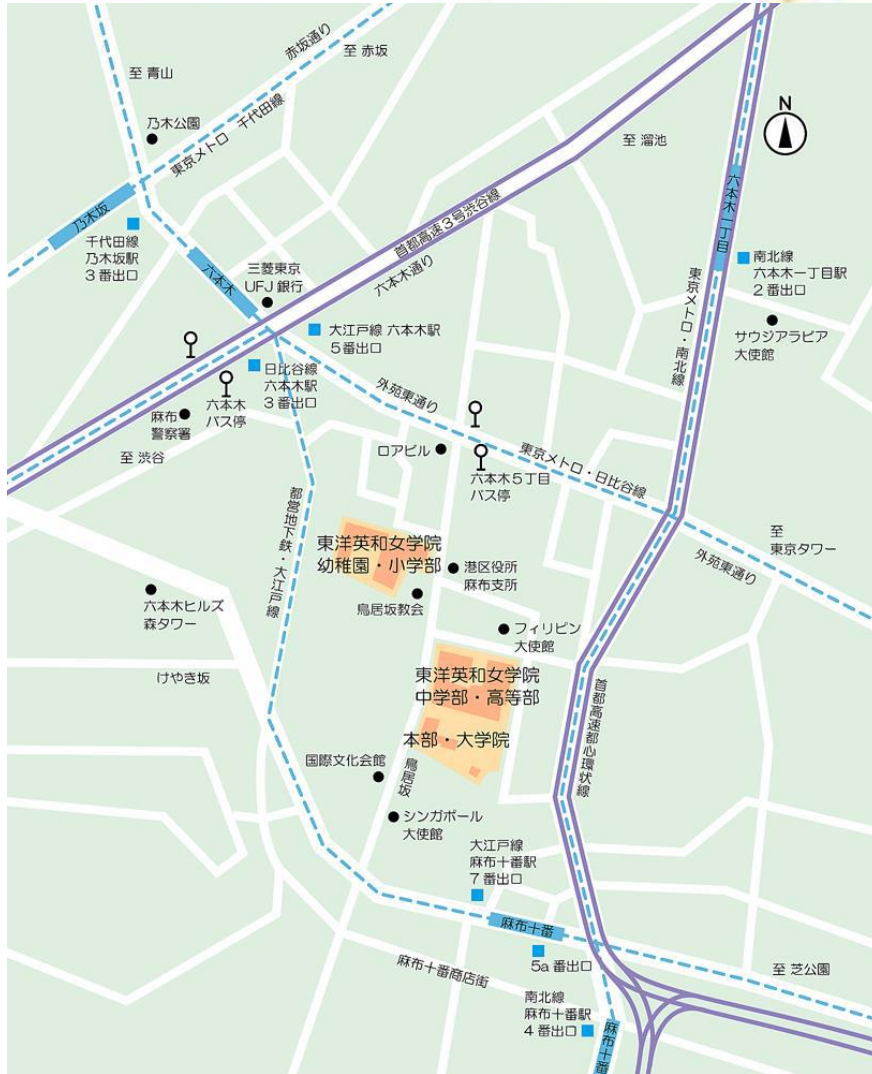 赤坂通り
至 赤坂
至 青山
N
乃木公園
東京メトロ・千代田線
至 溜池
乃木坂
六本木一丁目
千代田線
乃木坂駅
3番出口
首都高速3号渋谷線
六本木通り
六本木
三菱東京
UFJ 銀行
南北線
六本木一丁目駅
2番出口
東京メトロ・南北線
大江戸線 六本木駅
5番出口
サウジアラビア
大使館
日比谷線
六本木駅
3番出口
外苑東通り
六本木
バス停
麻布
警察署
至 渋谷
ロアビル
東京メトロ・日比谷線
六本木5丁目
バス停
都営地下鉄・大江戸線
東洋英和女学院
幼稚園・小学部
至
東京タワー
外苑東通り
港区役所
麻布支所
鳥居坂教会
六本木ヒルズ
森タワー
フィリピン
大使館
けやき坂
東洋英和女学院
中学部・高等部
首都高速都心環状線
本部・大学院
国際文化会館
鳥居坂
シンガポール
大使館
大江戸線
麻布十番駅
7番出口
麻布十番
5a 番出口
麻布十番商店街
至 芝公園
南北線
麻布十番駅
4番出口
麻布十番